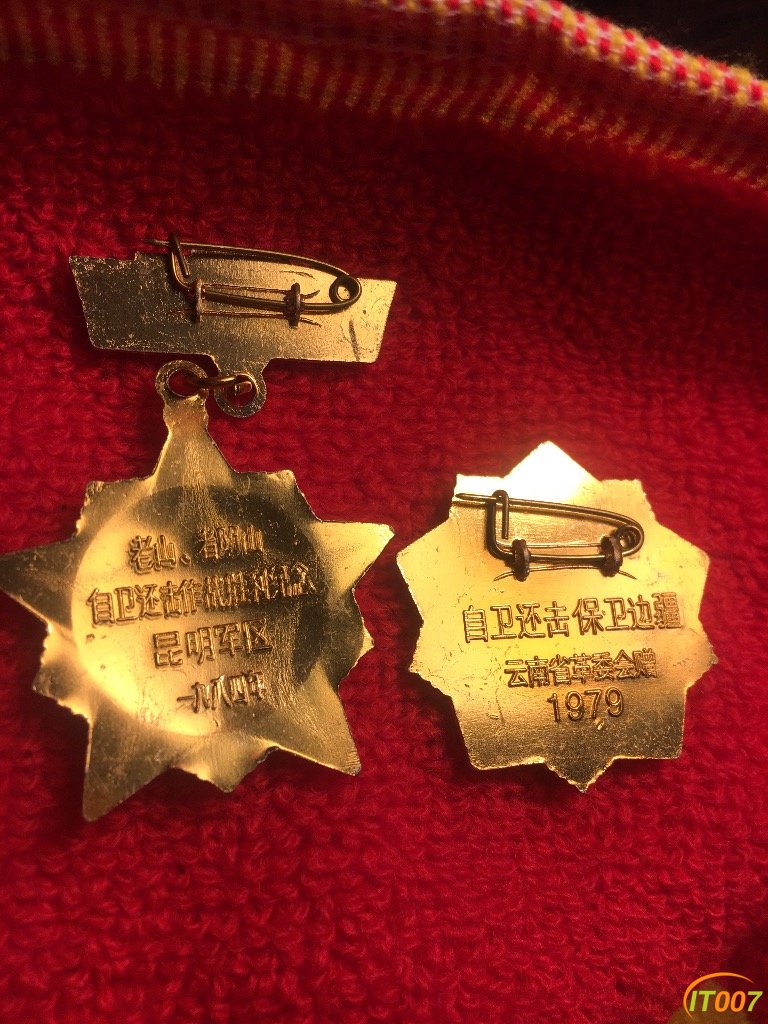 老山、者阴山
自卫还击作战胜利纪念
昆明军区
一九八四年
自卫还击保卫边疆
云南省革委会赠
1979
IT007